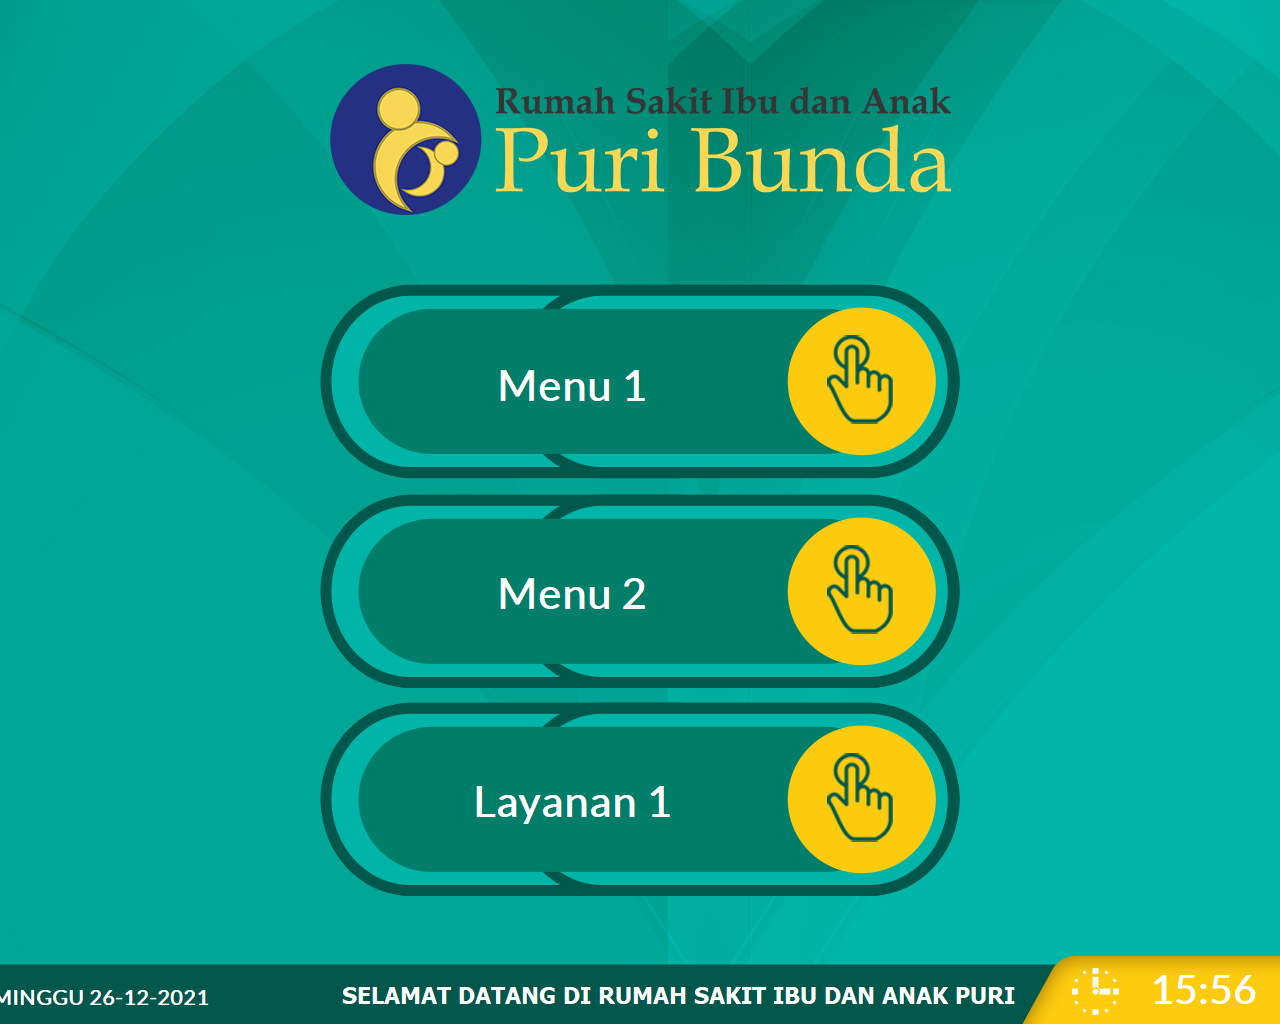 Rumah Sakit Ibu dan Anak
Puri Bunda
Menu 1
Menu 2
Layanan 1
MINGGU 26-12-2021
SELAMAT DATANG DI RUMAH SAKIT IBU DAN ANAK PURI
15:56